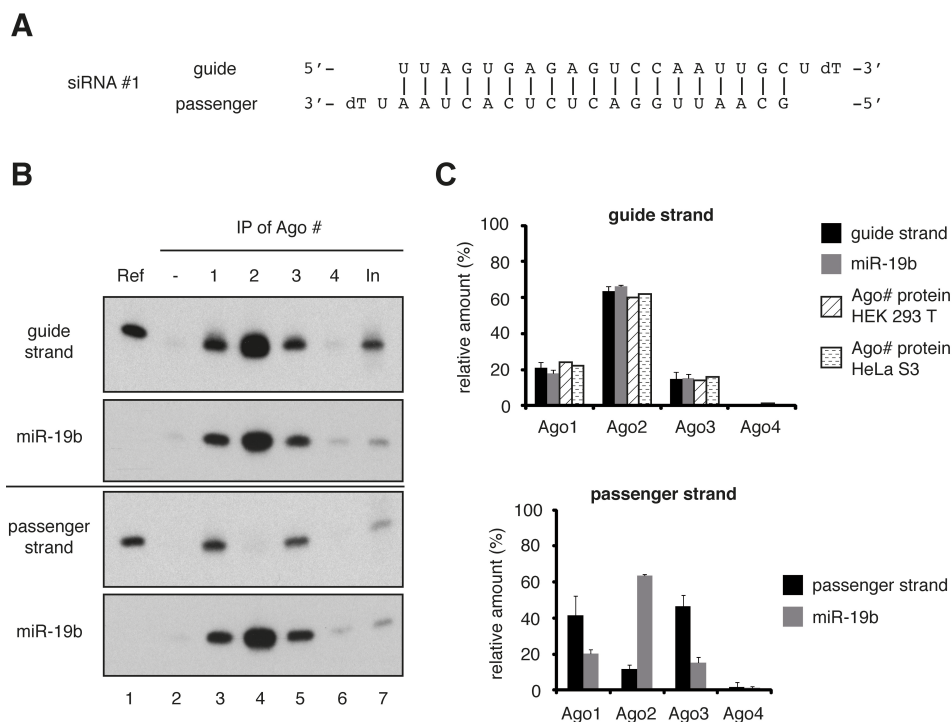 A
siRNA #1
guide 5’– U U A G U G A G A G U C C A A U U G C U dT –3’
passenger 3’– dT U A A U C A C U C U C A G G U U A A C G –5’
B
IP of Ago #
Ref - 1 2 3 4 In
guide
strand
miR-19b
passenger
strand
miR-19b
1 2 3 4 5 6 7
C
guide strand
relative amount (%)
100
80
60
40
20
0
Ago1 Ago2 Ago3 Ago4
guide strand
miR-19b
Ago# protein
HEK 293 T
Ago# protein
HeLa S3
passenger strand
relative amount (%)
100
80
60
40
20
0
Ago1 Ago2 Ago3 Ago4
passenger strand
miR-19b